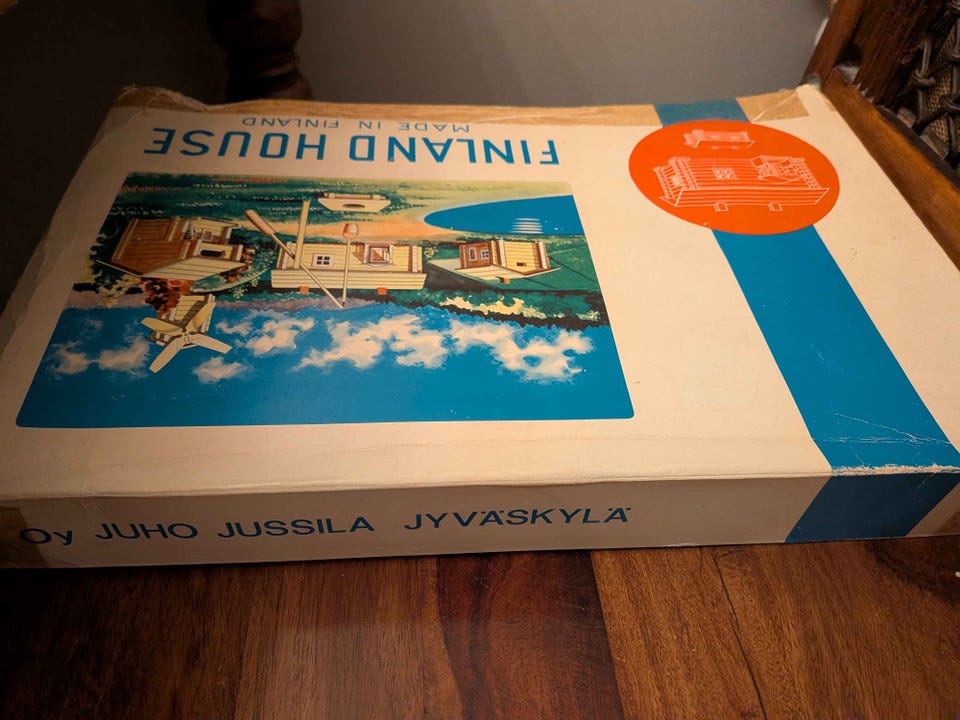 FINLAND HOUSE
MADE IN FINLAND
Oy JUHO JUSSILA JYVÄSKYLÄ